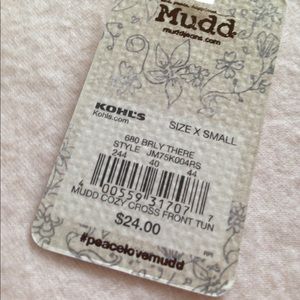 Mudd
muddjeans.com
KOHL'S
Kohls.com
SIZE X SMALL
680 BRLY THERE
STYLE JM75K004RS
244 40 44
4 00559 31707 7
MUDD COZY CROSS FRONT TUN
$24.00
#peacelovemudd